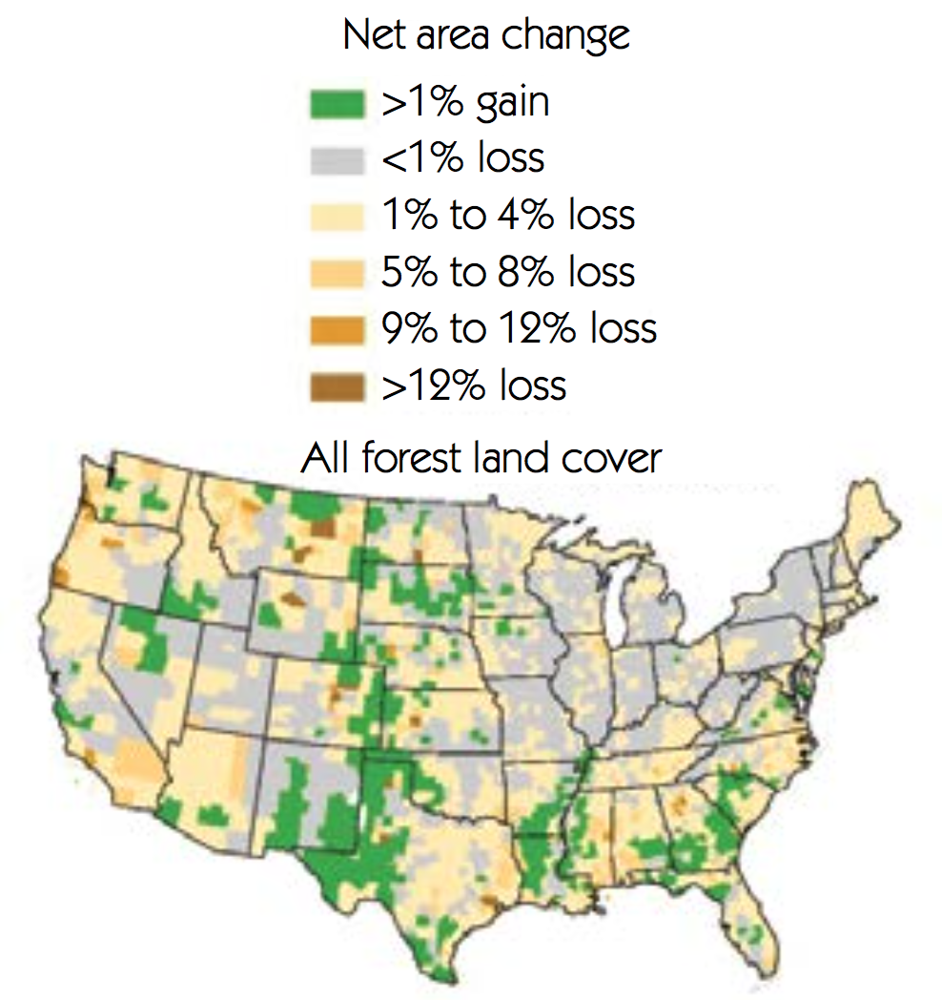 Net area change
>1% gain
<1% loss
1% to 4% loss
5% to 8% loss
9% to 12% loss
>12% loss
All forest land cover